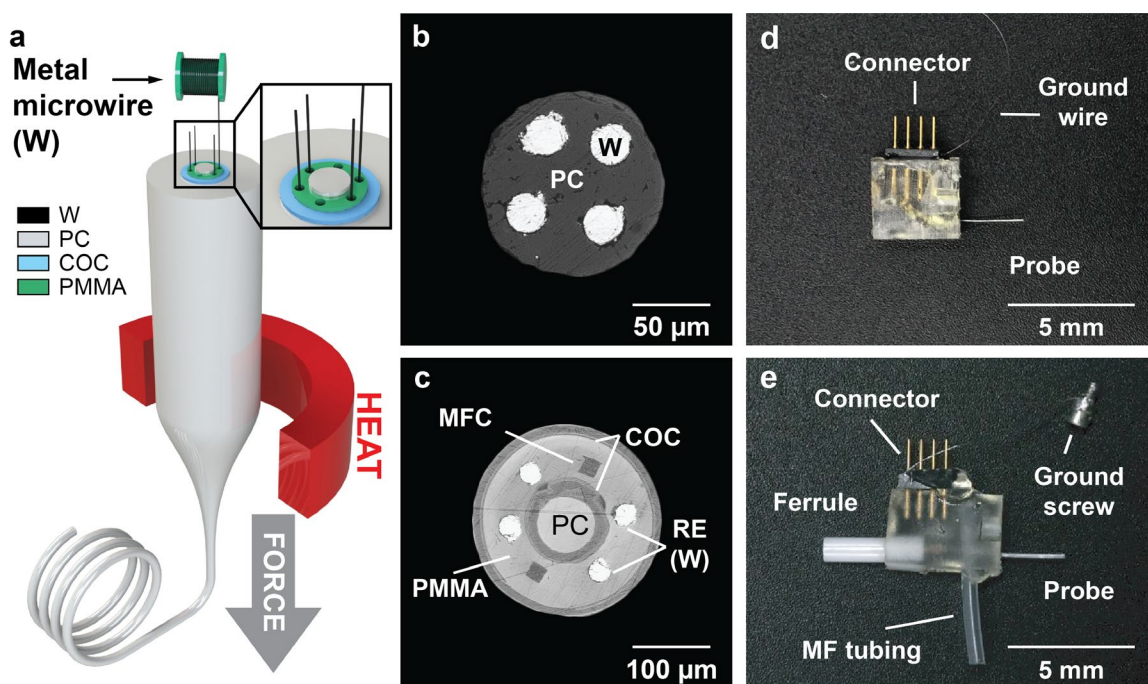 a
Metal
microwire
(W)
W
PC
COC
PMMA
HEAT
FORCE
b
W
PC
50 µm
c
MFC
COC
PC
RE
(W)
PMMA
100 µm
d
Connector
Ground
wire
Probe
5 mm
e
Connector
Ferrule
Ground
screw
Probe
MF tubing
5 mm